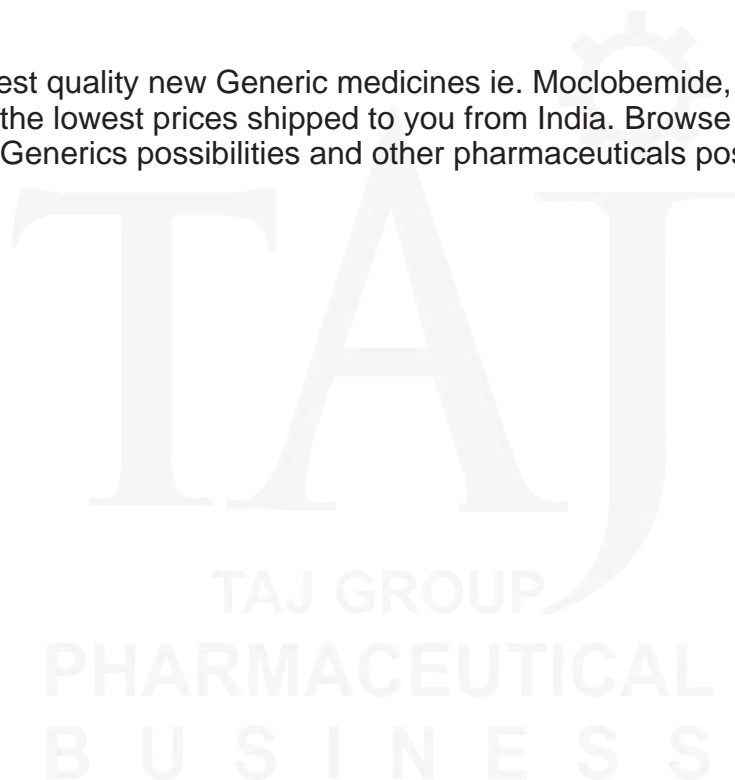 est quality new Generic medicines ie. Moclobemide,
the lowest prices shipped to you from India. Browse
Generics possibilities and other pharmaceuticals pos
TAJ
TAJ GROUP
PHARMACEUTICAL
BUSINESS